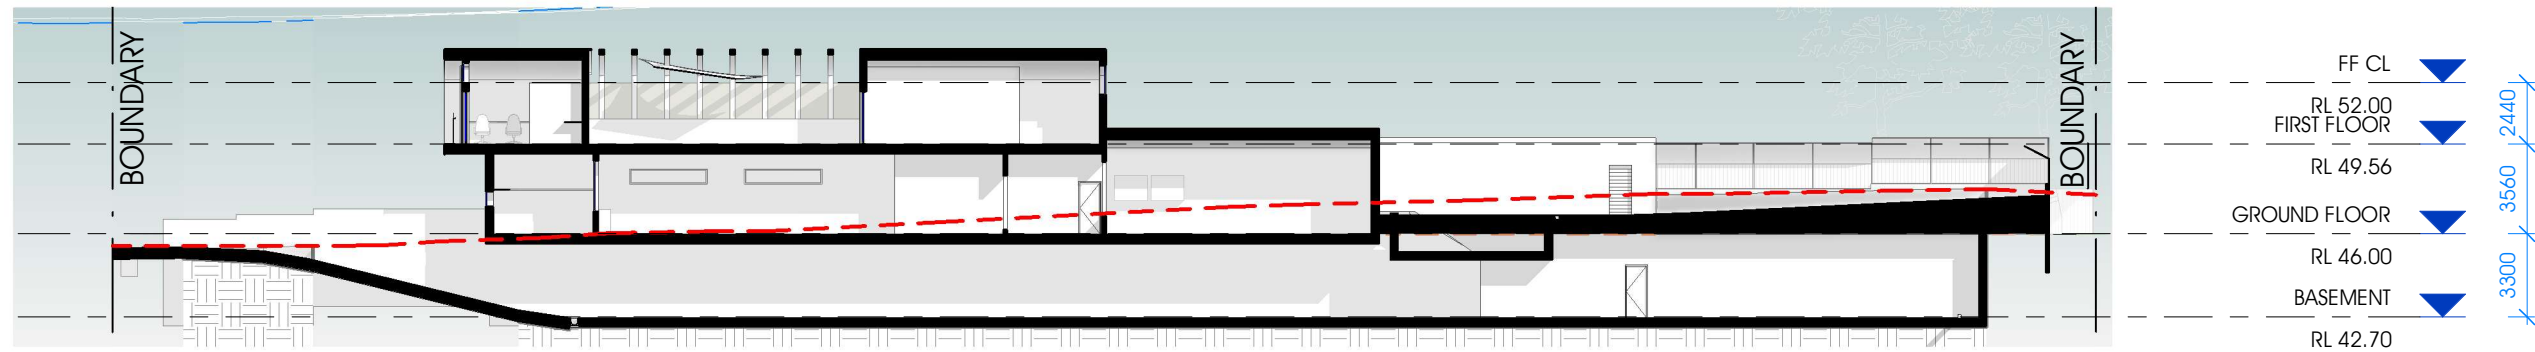 BOUNDARY
BOUNDARY
FF CL
RL 52.00
FIRST FLOOR
RL 49.56
GROUND FLOOR
RL 46.00
BASEMENT
RL 42.70
2440
3560
3300